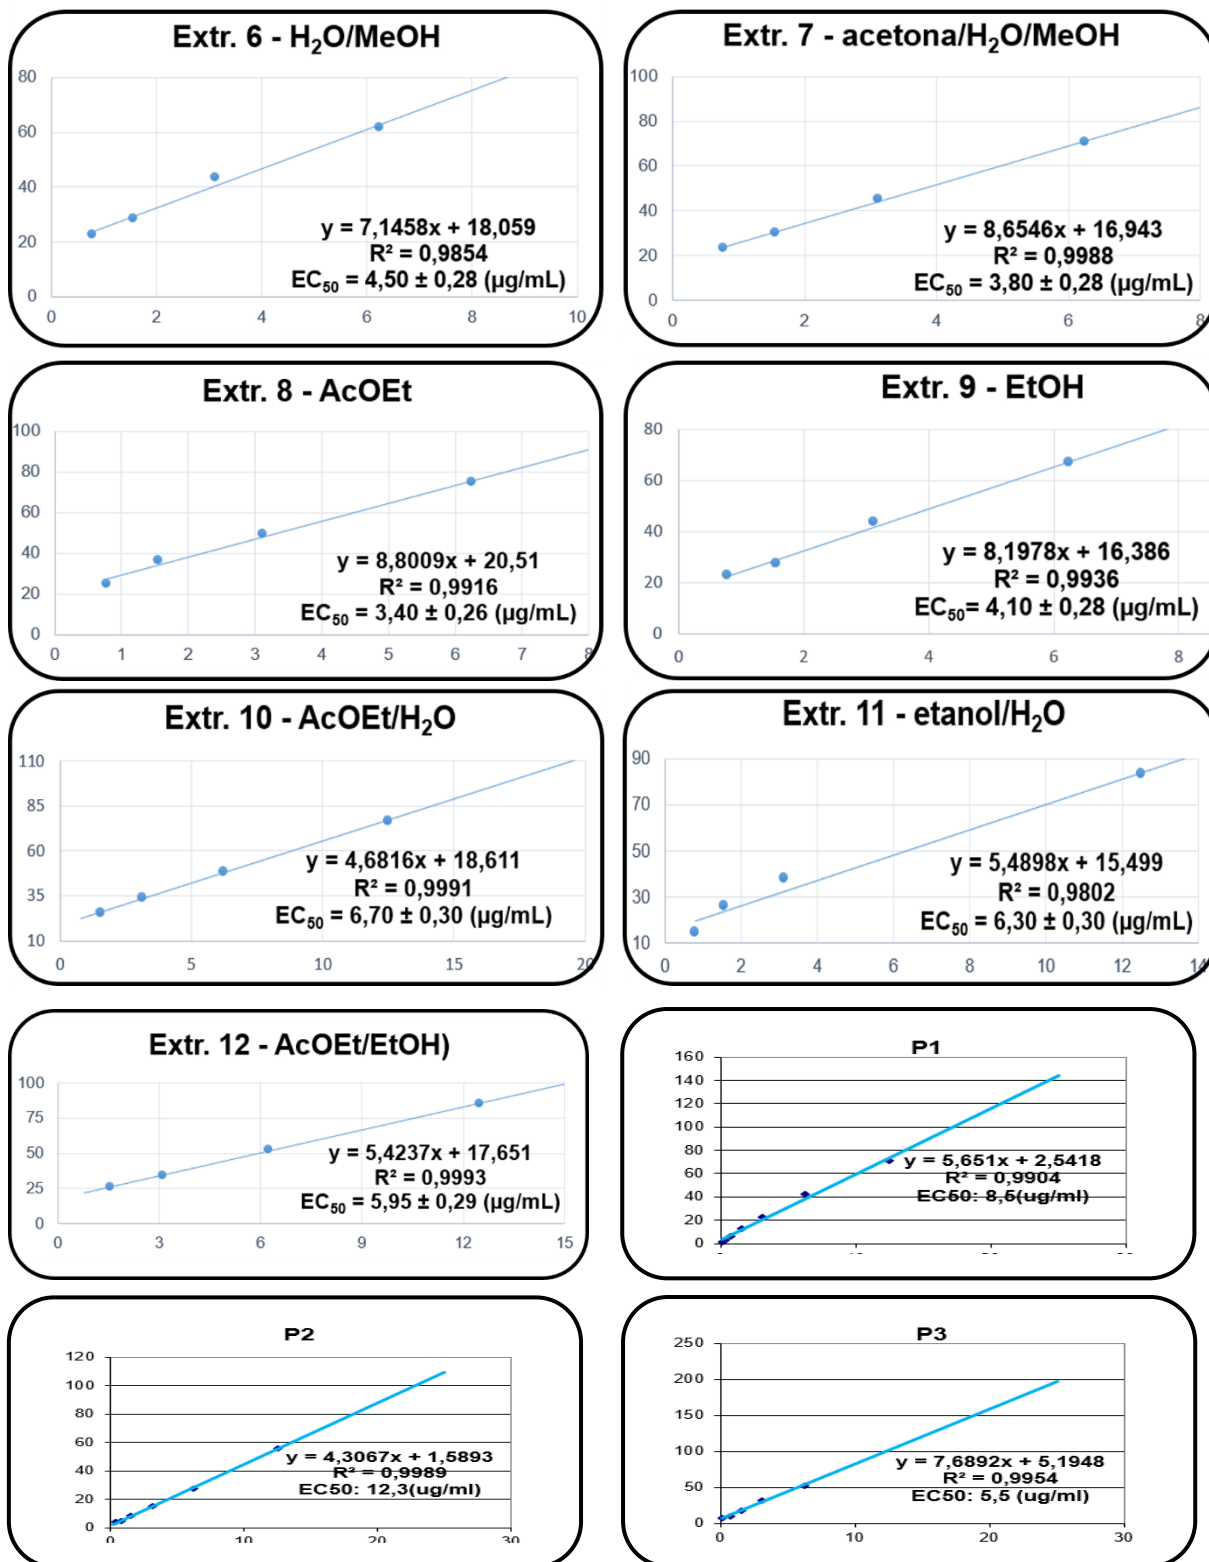 Extr. 6 - H₂O/MeOH
80
60
40
20
0
y = 7,1458x + 18,059
R² = 0,9854
EC₅₀ = 4,50 ± 0,28 (µg/mL)
0 2 4 6 8 10
Extr. 7 - acetona/H₂O/MeOH
100
80
60
40
20
0
y = 8,6546x + 16,943
R² = 0,9988
EC₅₀ = 3,80 ± 0,28 (µg/mL)
0 2 4 6 8
Extr. 8 - AcOEt
100
80
60
40
20
0
y = 8,8009x + 20,51
R² = 0,9916
EC₅₀ = 3,40 ± 0,26 (µg/mL)
0 1 2 3 4 5 6 7 8
Extr. 9 - EtOH
80
60
40
20
0
y = 8,1978x + 16,386
R² = 0,9936
EC₅₀= 4,10 ± 0,28 (µg/mL)
0 2 4 6 8
Extr. 10 - AcOEt/H₂O
110
85
60
35
10
y = 4,6816x + 18,611
R² = 0,9991
EC₅₀ = 6,70 ± 0,30 (µg/mL)
0 5 10 15 20
Extr. 11 - etanol/H₂O
90
70
50
30
10
y = 5,4898x + 15,499
R² = 0,9802
EC₅₀ = 6,30 ± 0,30 (µg/mL)
0 2 4 6 8 10 12 14
Extr. 12 - AcOEt/EtOH)
100
75
50
25
0
y = 5,4237x + 17,651
R² = 0,9993
EC₅₀ = 5,95 ± 0,29 (µg/mL)
0 3 6 9 12 15
P1
160
140
120
100
80
60
40
20
0
y = 5,651x + 2,5418
R² = 0,9904
EC50: 8,5(ug/ml)
P2
120
100
80
60
40
20
0
y = 4,3067x + 1,5893
R² = 0,9989
EC50: 12,3(ug/ml)
0 10 20 30
P3
250
200
150
100
50
0
y = 7,6892x + 5,1948
R² = 0,9954
EC50: 5,5 (ug/ml)
0 10 20 30